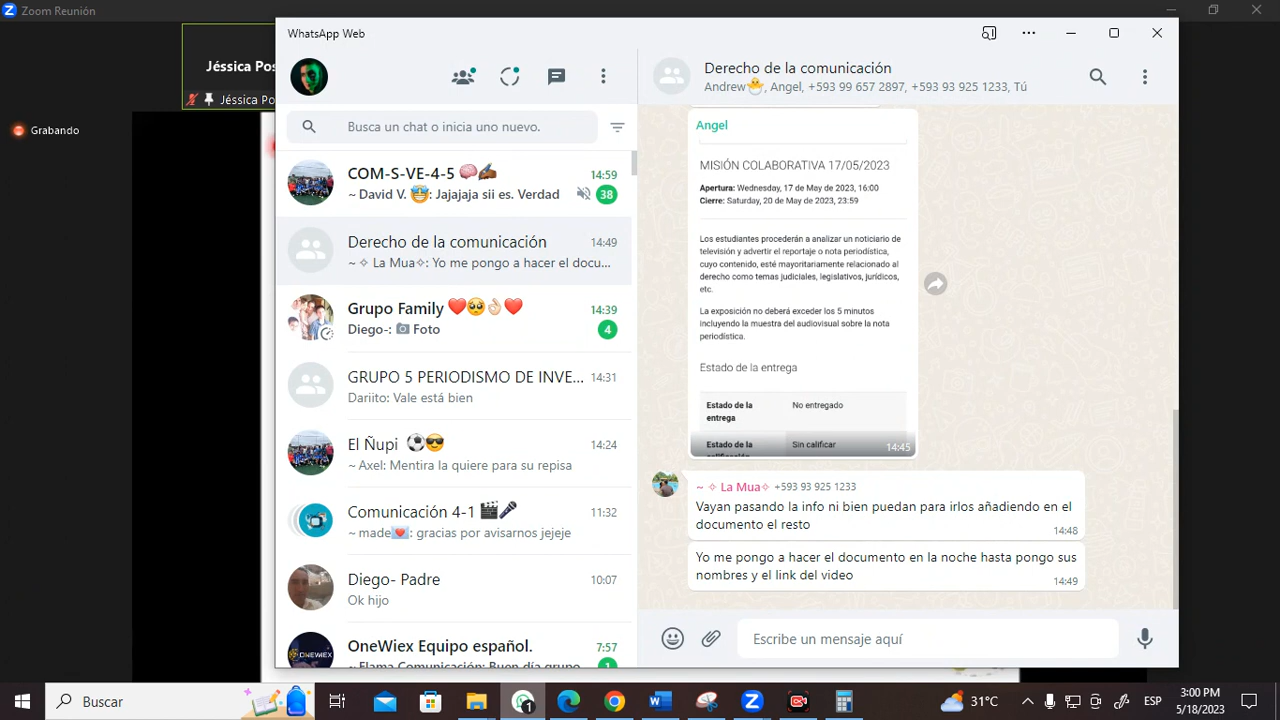 Zoom Reunión
WhatsApp Web
Jéssica Pos
Jéssica Po
Grabando
Busca un chat o inicia uno nuevo.
COM-S-VE-4-5 🧠✍🏾 14:59
~ David V. 🤩: Jajajaja sii es. Verdad 38
Derecho de la comunicación 14:49
~ ✧ La Mua✧: Yo me pongo a hacer el docu...
Grupo Family ❤️🥺👌🏻❤️ 14:39
Diego-: 📷 Foto 4
GRUPO 5 PERIODISMO DE INVE... 14:31
Dariito: Vale está bien
El Ñupi ⚽😎 14:24
~ Axel: Mentira la quiere para su repisa
Comunicación 4-1 🎬🎤 11:32
~ made💌: gracias por avisarnos jejeje
Diego- Padre 10:07
Ok hijo
OneWiex Equipo español. 7:57
~ Flama Comunicación: Buen día grupo 1
ONEWIEX
Derecho de la comunicación
Andrew🐣, Angel, +593 99 657 2897, +593 93 925 1233, Tú
Angel
MISIÓN COLABORATIVA 17/05/2023
Apertura: Wednesday, 17 de May de 2023, 16:00
Cierre: Saturday, 20 de May de 2023, 23:59
Los estudiantes procederán a analizar un noticiario de
televisión y advertir el reportaje o nota periodística,
cuyo contenido, esté mayoritariamente relacionado al
derecho como temas judiciales, legislativos, jurídicos,
etc.
La exposición no deberá exceder los 5 minutos
incluyendo la muestra del audiovisual sobre la nota
periodística.
Estado de la entrega
Estado de la No entregado
entrega
Estado de la Sin calificar
14:45
~ ✧ La Mua✧ +593 93 925 1233
Vayan pasando la info ni bien puedan para irlos añadiendo en el
documento el resto
14:48
Yo me pongo a hacer el documento en la noche hasta pongo sus
nombres y el link del video
14:49
Escribe un mensaje aquí
Buscar
1
31°C
ESP
3:00 PM
5/18/2023